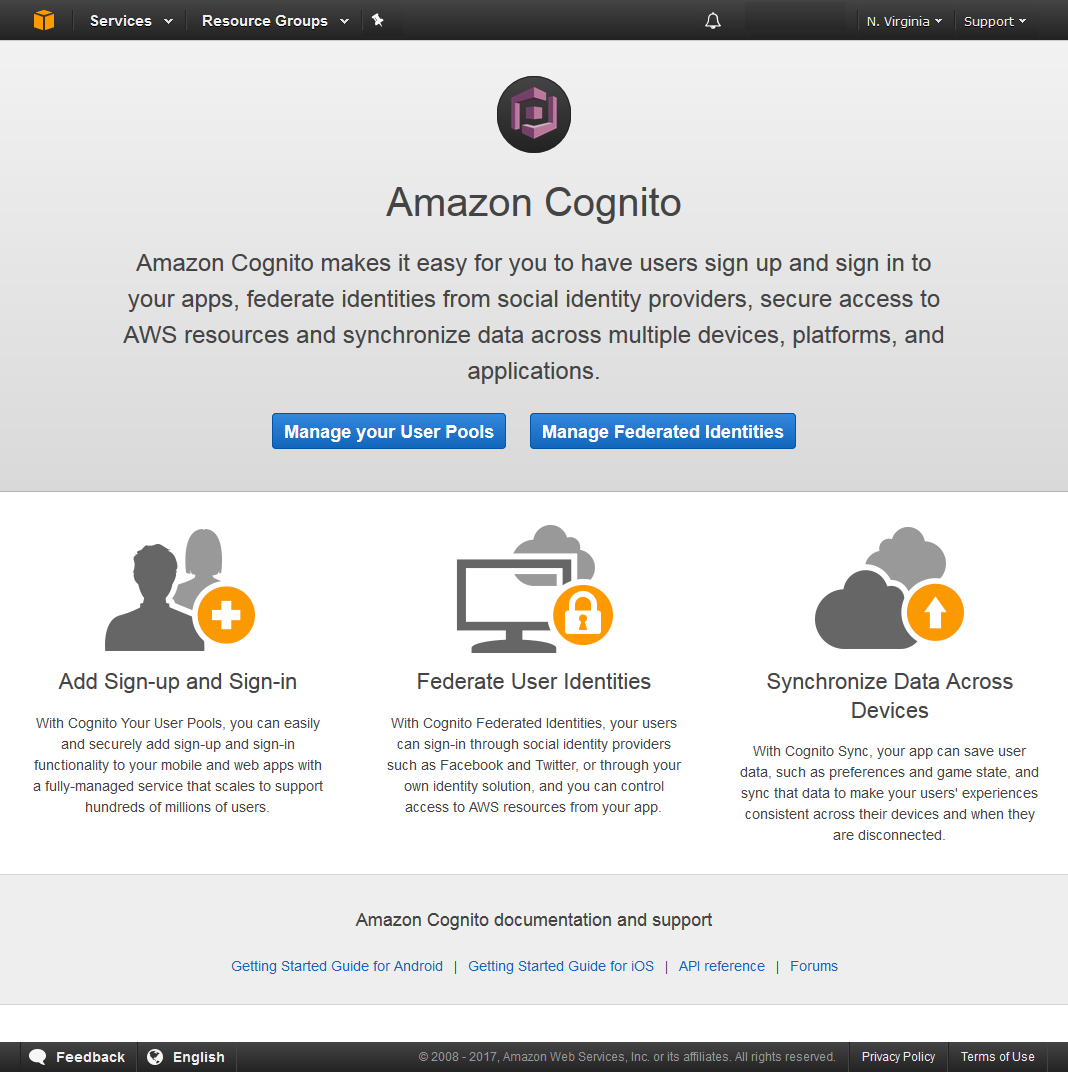 Services Resource Groups N. Virginia Support
Amazon Cognito
Amazon Cognito makes it easy for you to have users sign up and sign in to
your apps, federate identities from social identity providers, secure access to
AWS resources and synchronize data across multiple devices, platforms, and
applications.
Manage your User Pools Manage Federated Identities
Add Sign-up and Sign-in
With Cognito Your User Pools, you can easily
and securely add sign-up and sign-in
functionality to your mobile and web apps with
a fully-managed service that scales to support
hundreds of millions of users.
Federate User Identities
With Cognito Federated Identities, your users
can sign-in through social identity providers
such as Facebook and Twitter, or through your
own identity solution, and you can control
access to AWS resources from your app.
Synchronize Data Across
Devices
With Cognito Sync, your app can save user
data, such as preferences and game state, and
sync that data to make your users' experiences
consistent across their devices and when they
are disconnected.
Amazon Cognito documentation and support
Getting Started Guide for Android | Getting Started Guide for iOS | API reference | Forums
Feedback English © 2008 - 2017, Amazon Web Services, Inc. or its affiliates. All rights reserved. Privacy Policy Terms of Use